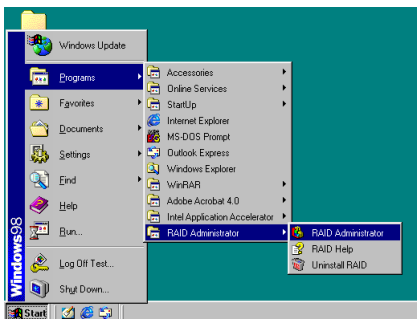 Windows Update
Programs
Favorites
Documents
Settings
Find
Help
Run...
Log Off Test...
Shut Down...
Windows98
Start
Accessories
Online Services
StartUp
Internet Explorer
MS-DOS Prompt
Outlook Express
Windows Explorer
WinRAR
Adobe Acrobat 4.0
Intel Application Accelerator
RAID Administrator
RAID Administrator
RAID Help
Uninstall RAID